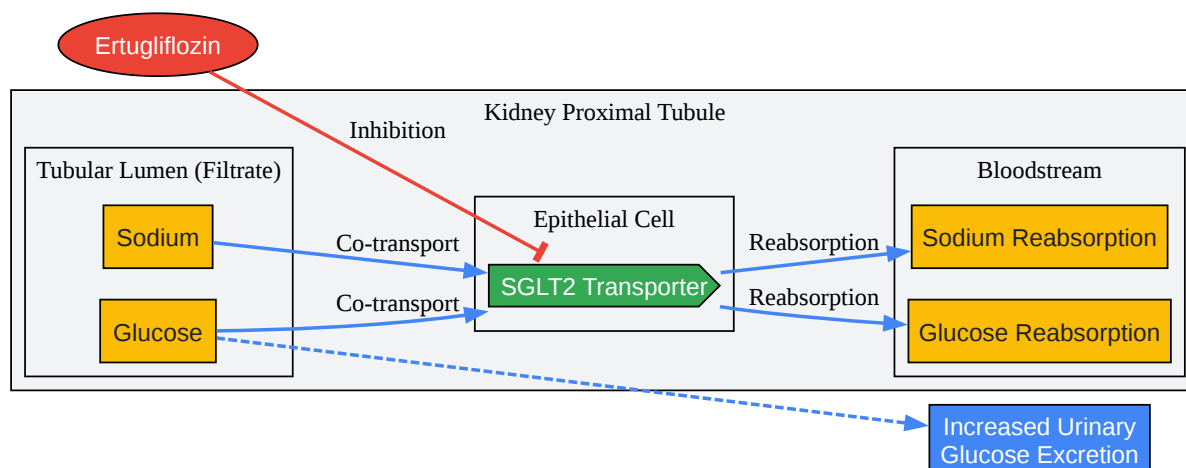 Ertugliflozin
Inhibition
Kidney Proximal Tubule
Tubular Lumen (Filtrate)
Sodium
Glucose
Co-transport
Co-transport
Epithelial Cell
SGLT2 Transporter
Reabsorption
Reabsorption
Bloodstream
Sodium Reabsorption
Glucose Reabsorption
Increased Urinary
Glucose Excretion